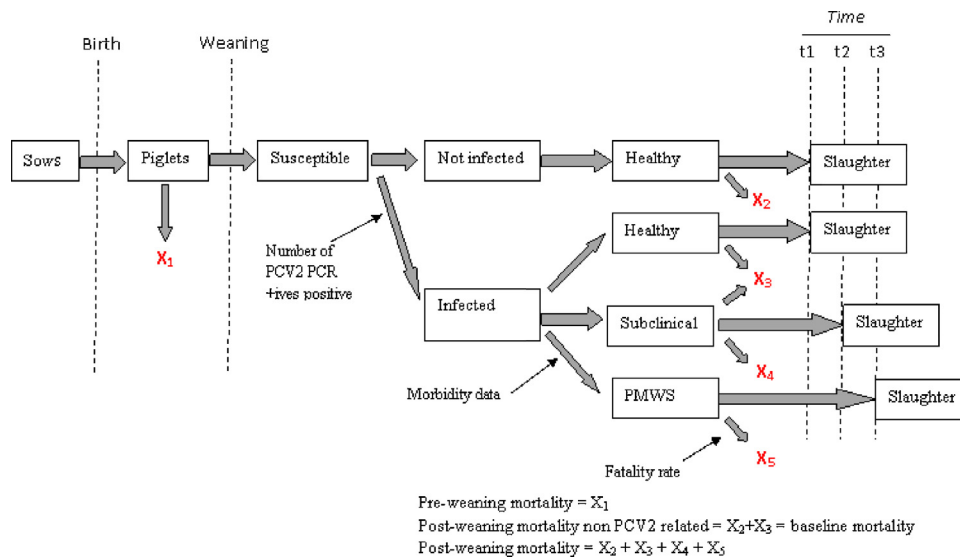 Time
Birth
Weaning
t1 t2 t3
Sows
Piglets
Susceptible
Not infected
Healthy
Slaughter
X₁
X₂
Number of
PCV2 PCR
+ives positive
Healthy
Slaughter
X₃
Infected
Subclinical
Slaughter
X₄
Morbidity data
PMWS
Slaughter
X₅
Fatality rate
Pre-weaning mortality = X₁
Post-weaning mortality non PCV2 related = X₂+X₃ = baseline mortality
Post-weaning mortality = X₂ + X₃ + X₄ + X₅